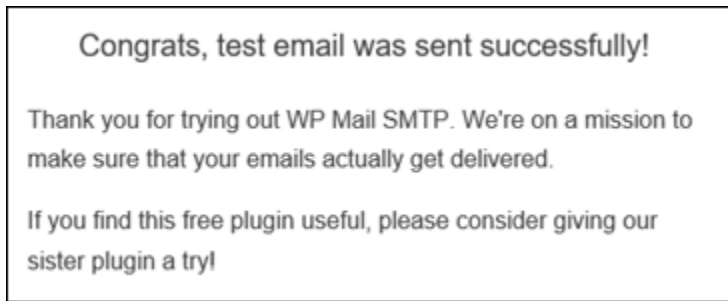 Congrats, test email was sent successfully!
Thank you for trying out WP Mail SMTP. We're on a mission to
make sure that your emails actually get delivered.
If you find this free plugin useful, please consider giving our
sister plugin a try!